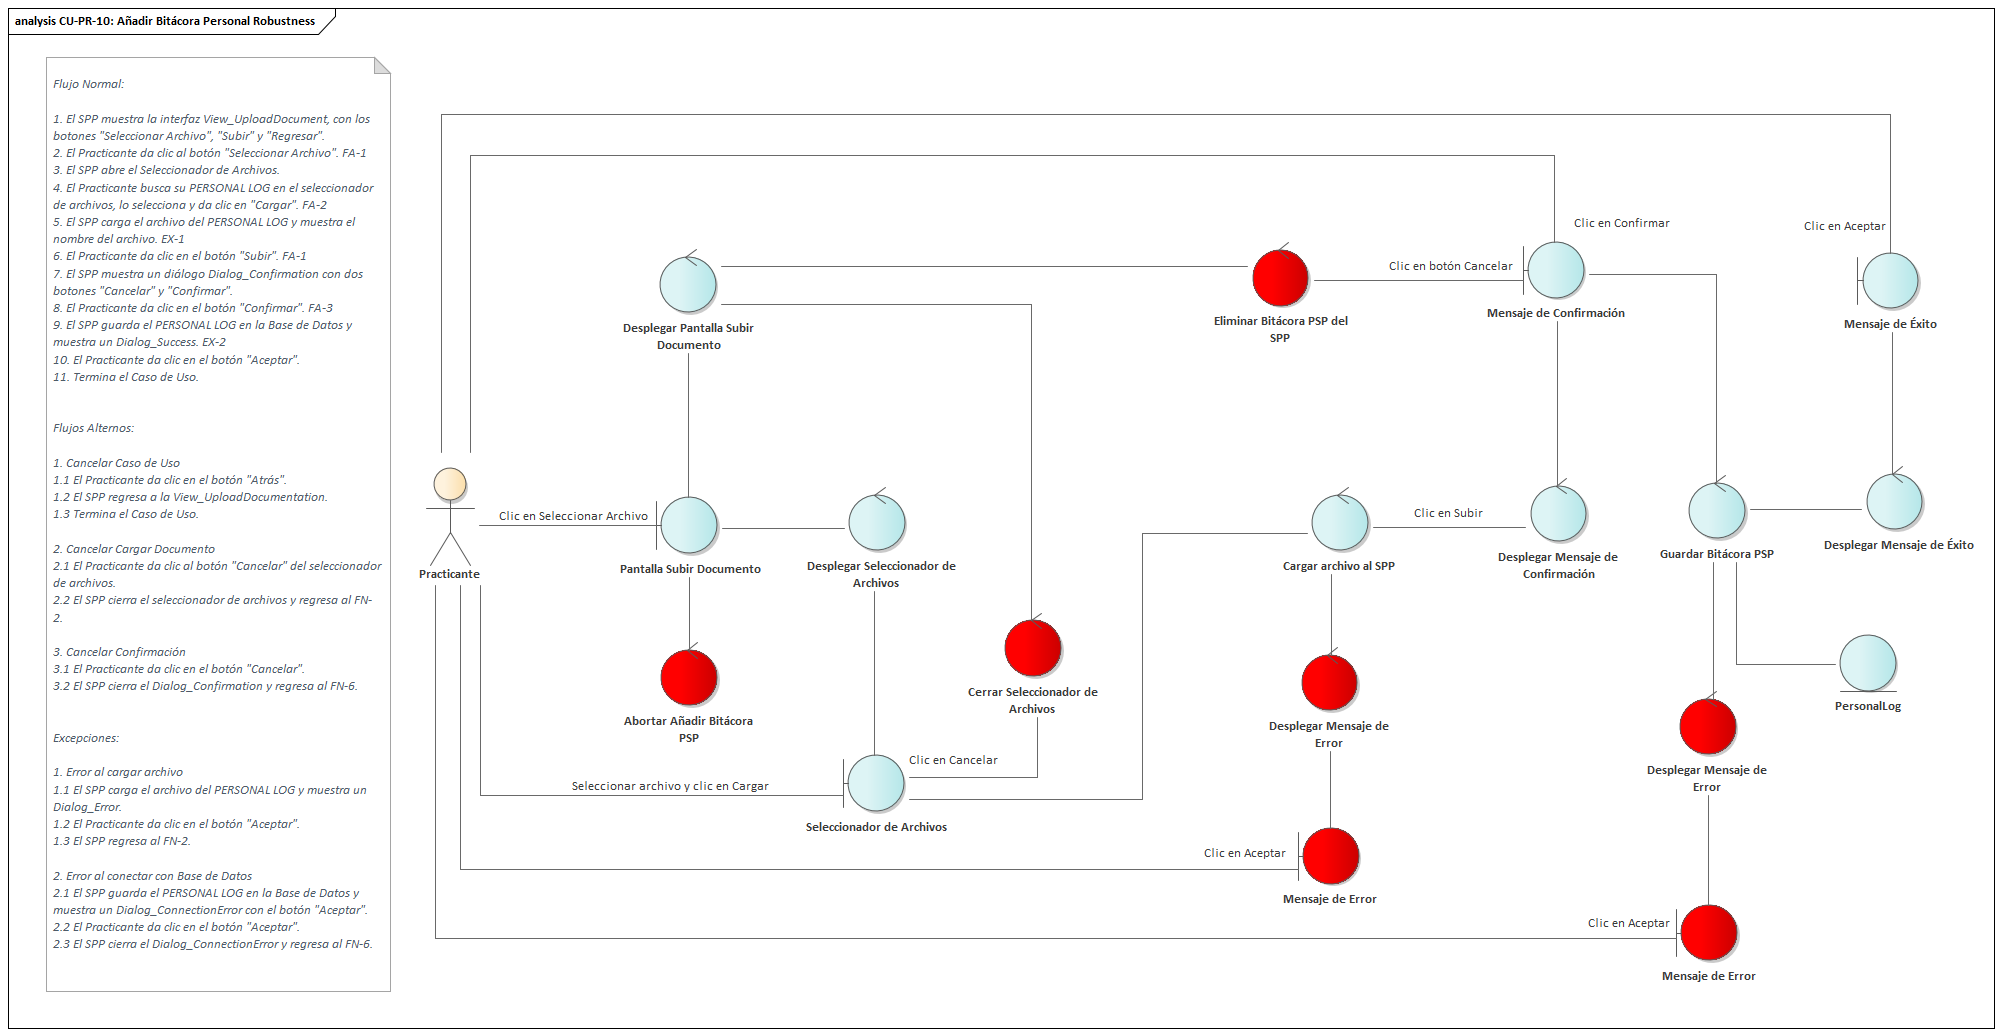 analysis CU-PR-10: Añadir Bitácora Personal Robustness
Flujo Normal:
1. El SPP muestra la interfaz View_UploadDocument, con los
botones "Seleccionar Archivo", "Subir" y "Regresar".
2. El Practicante da clic al botón "Seleccionar Archivo". FA-1
3. El SPP abre el Seleccionador de Archivos.
4. El Practicante busca su PERSONAL LOG en el seleccionador
de archivos, lo selecciona y da clic en "Cargar". FA-2
5. El SPP carga el archivo del PERSONAL LOG y muestra el
nombre del archivo. EX-1
6. El Practicante da clic en el botón "Subir". FA-1
7. El SPP muestra un diálogo Dialog_Confirmation con dos
botones "Cancelar" y "Confirmar".
8. El Practicante da clic en el botón "Confirmar". FA-3
9. El SPP guarda el PERSONAL LOG en la Base de Datos y
muestra un Dialog_Success. EX-2
10. El Practicante da clic en el botón "Aceptar".
11. Termina el Caso de Uso.
Flujos Alternos:
1. Cancelar Caso de Uso
1.1 El Practicante da clic en el botón "Atrás".
1.2 El SPP regresa a la View_UploadDocumentation.
1.3 Termina el Caso de Uso.
2. Cancelar Cargar Documento
2.1 El Practicante da clic al botón "Cancelar" del seleccionador
de archivos.
2.2 El SPP cierra el seleccionador de archivos y regresa al FN-
2.
3. Cancelar Confirmación
3.1 El Practicante da clic en el botón "Cancelar".
3.2 El SPP cierra el Dialog_Confirmation y regresa al FN-6.
Excepciones:
1. Error al cargar archivo
1.1 El SPP carga el archivo del PERSONAL LOG y muestra un
Dialog_Error.
1.2 El Practicante da clic en el botón "Aceptar".
1.3 El SPP regresa al FN-2.
2. Error al conectar con Base de Datos
2.1 El SPP guarda el PERSONAL LOG en la Base de Datos y
muestra un Dialog_ConnectionError con el botón "Aceptar".
2.2 El Practicante da clic en el botón "Aceptar".
2.3 El SPP cierra el Dialog_ConnectionError y regresa al FN-6.
Clic en Confirmar
Clic en Aceptar
Clic en botón Cancelar
Desplegar Pantalla Subir
Documento
Eliminar Bitácora PSP del
SPP
Mensaje de Confirmación
Mensaje de Éxito
Clic en Seleccionar Archivo
Clic en Subir
Practicante
Pantalla Subir Documento
Desplegar Seleccionador de
Archivos
Cargar archivo al SPP
Desplegar Mensaje de
Confirmación
Guardar Bitácora PSP
Desplegar Mensaje de Éxito
Abortar Añadir Bitácora
PSP
Cerrar Seleccionador de
Archivos
Desplegar Mensaje de
Error
PersonalLog
Clic en Cancelar
Seleccionar archivo y clic en Cargar
Seleccionador de Archivos
Desplegar Mensaje de
Error
Clic en Aceptar
Mensaje de Error
Clic en Aceptar
Mensaje de Error